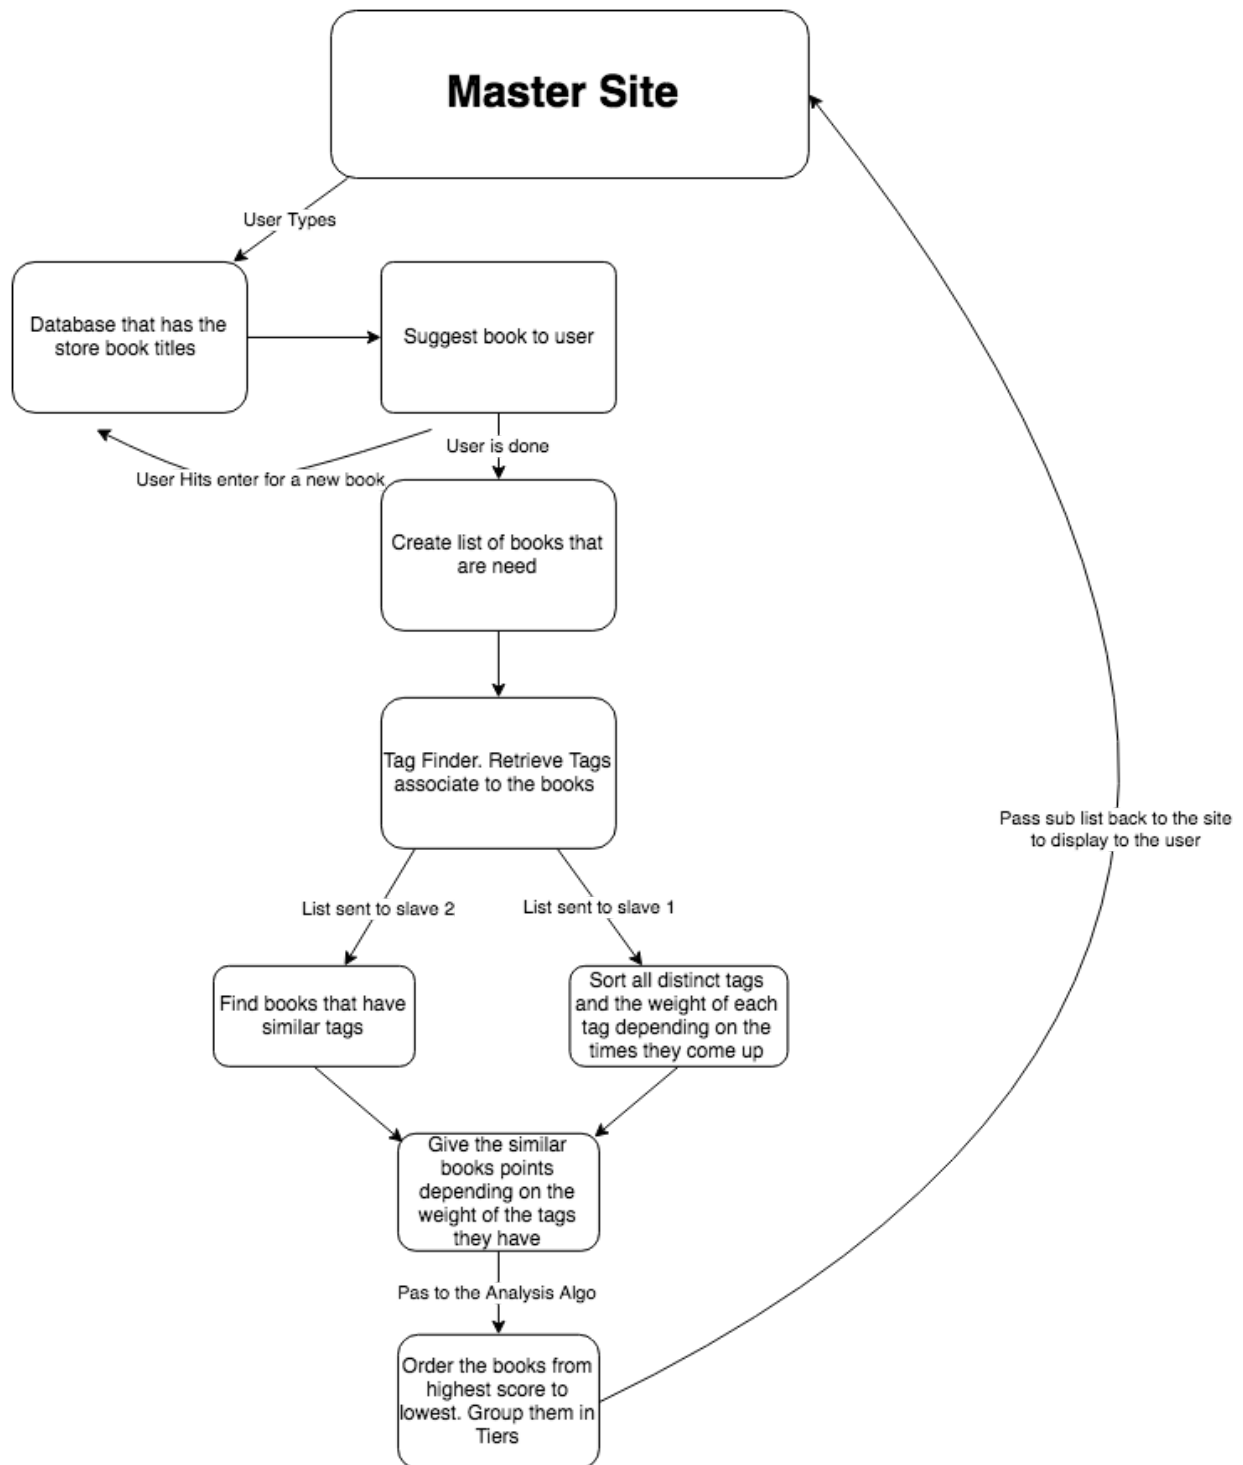 Master Site
User Types
Database that has the
store book titles
Suggest book to user
User is done
User Hits enter for a new book
Create list of books that
are need
Tag Finder. Retrieve Tags
associate to the books
Pass sub list back to the site
to display to the user
List sent to slave 2
List sent to slave 1
Find books that have
similar tags
Sort all distinct tags
and the weight of each
tag depending on the
times they come up
Give the similar
books points
depending on the
weight of the tags
they have
Pas to the Analysis Algo
Order the books from
highest score to
lowest. Group them in
Tiers